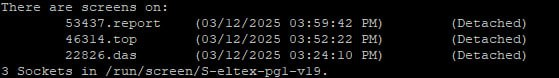 There are screens on:
        53437.report    (03/12/2025 03:59:42 PM)        (Detached)
        46314.top       (03/12/2025 03:52:22 PM)        (Detached)
        22826.das       (03/12/2025 03:24:10 PM)        (Detached)
3 Sockets in /run/screen/S-eltex-pg1-v19.